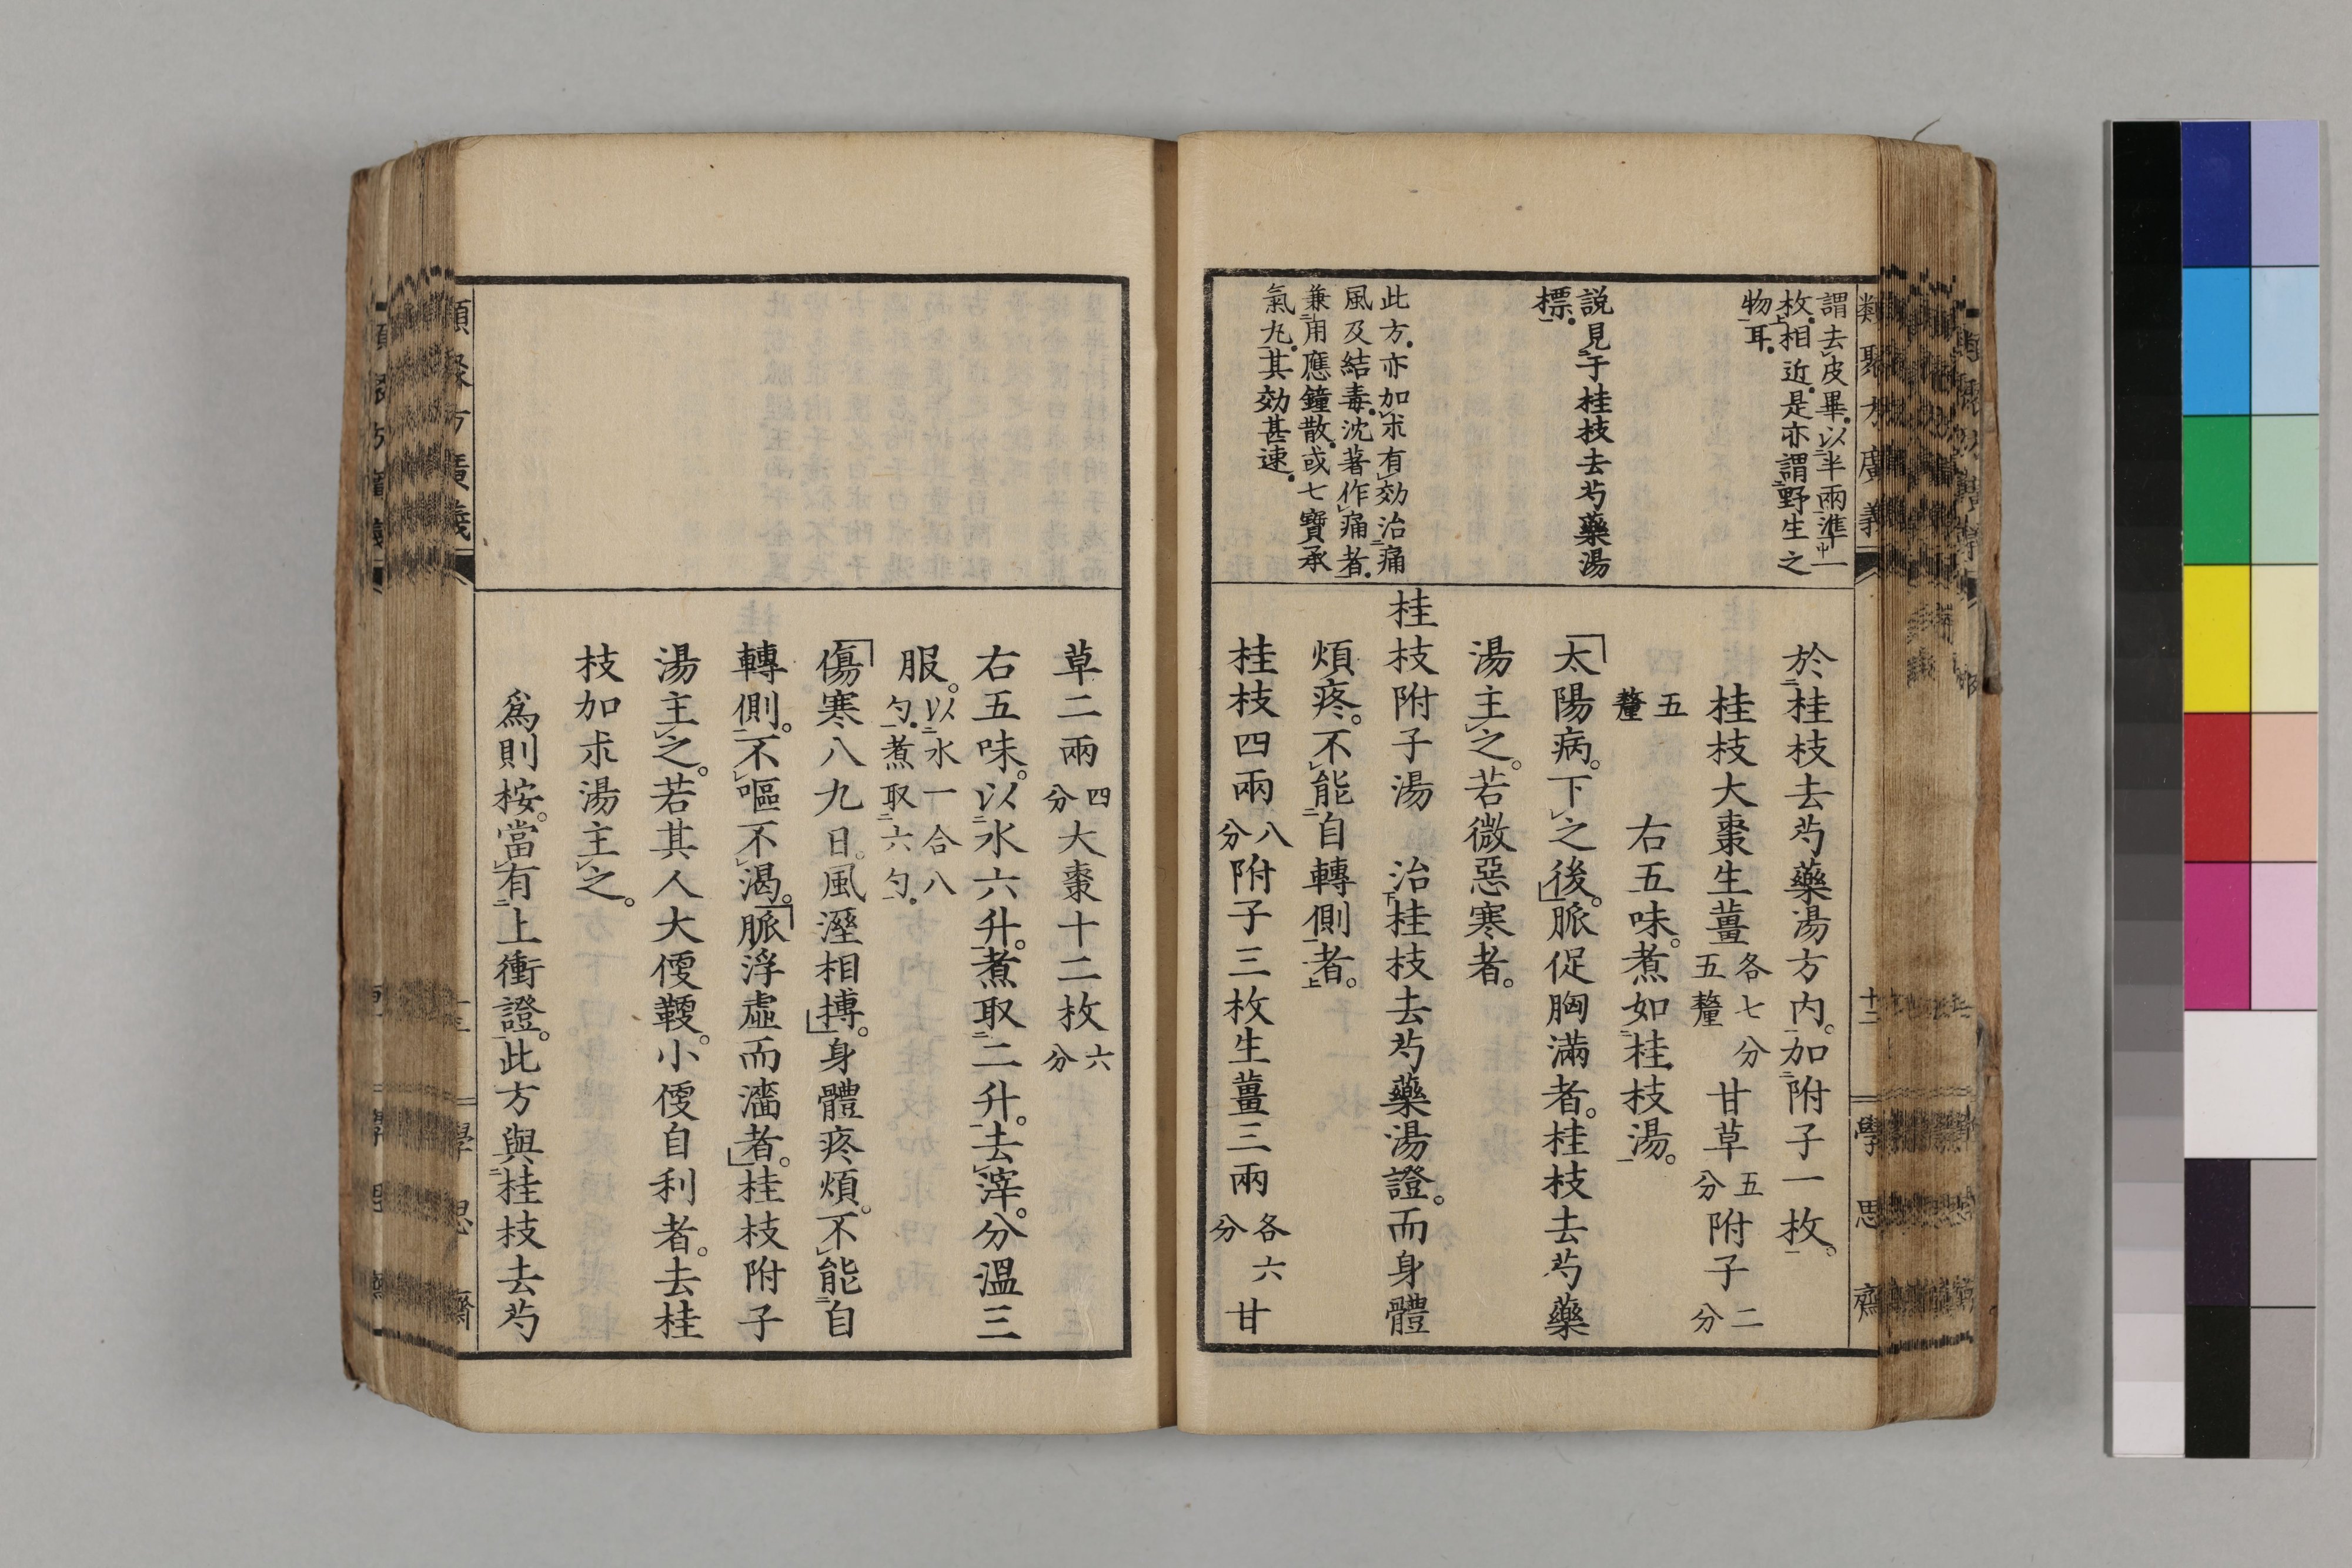 類聚方廣義
十二
學思齋
謂去皮畢以半兩準一
枚相近是亦謂野生之
物耳
説見于桂枝去芍藥湯
標
此方亦加朮有効治痛
風及結毒沈著作痛者
兼用應鐘散或七寶承
氣丸其効甚速
於桂枝去芍藥湯方内。加附子一枚。
桂枝大棗生薑各七分五釐甘草五分附子二分
五釐 右五味。煮如桂枝湯。
「太陽病。下之後。」脈促胸滿者。桂枝去芍藥
湯主之。若微惡寒者。
桂枝附子湯 治桂枝去芍藥湯證。而身體
煩疼。不能自轉側者。
桂枝四兩八分附子三枚生薑三兩各六分甘
草二兩四分大棗十二枚六分
右五味。以水六升。煮取二升。去滓。分溫三
服。以水一合八勺。煮取六勺。
「傷寒八九日。風溼相搏。」身體疼煩。不能自
轉側。不嘔不渴。「脈浮虛而濇者。」桂枝附子
湯主之。若其人大便鞕。小便自利者。去桂
枝加朮湯主之。
爲則按。當有上衝證。此方與桂枝去芍
類聚方廣義
學思齋